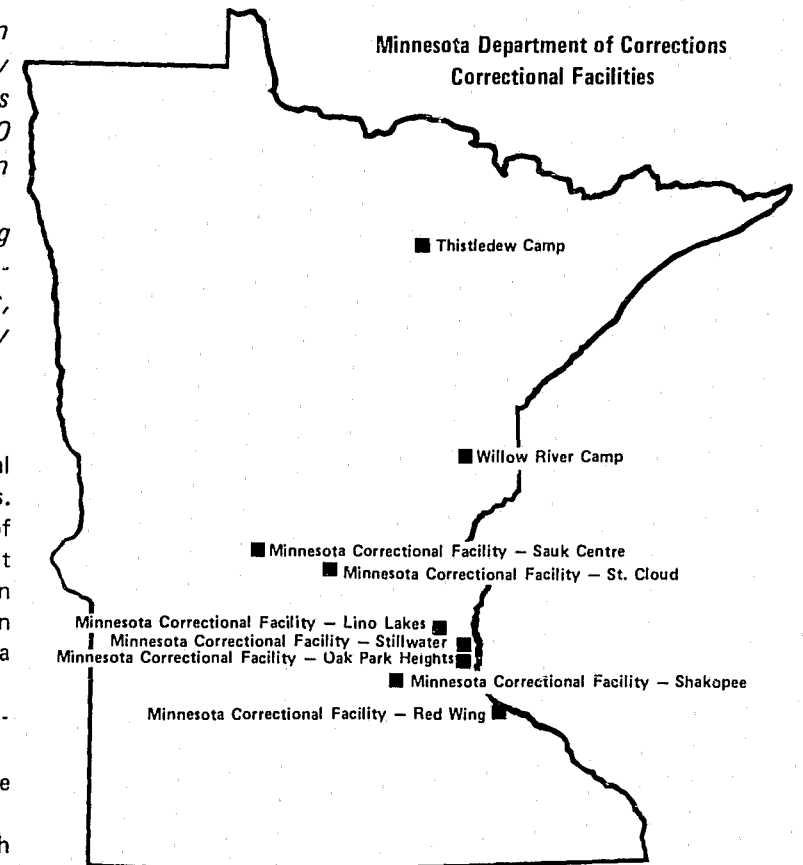 Minnesota Department of Corrections
Correctional Facilities
Thistledew Camp
Willow River Camp
Minnesota Correctional Facility — Sauk Centre
Minnesota Correctional Facility — St. Cloud
Minnesota Correctional Facility — Lino Lakes
Minnesota Correctional Facility — Stillwater
Minnesota Correctional Facility — Oak Park Heights
Minnesota Correctional Facility — Shakopee
Minnesota Correctional Facility — Red Wing